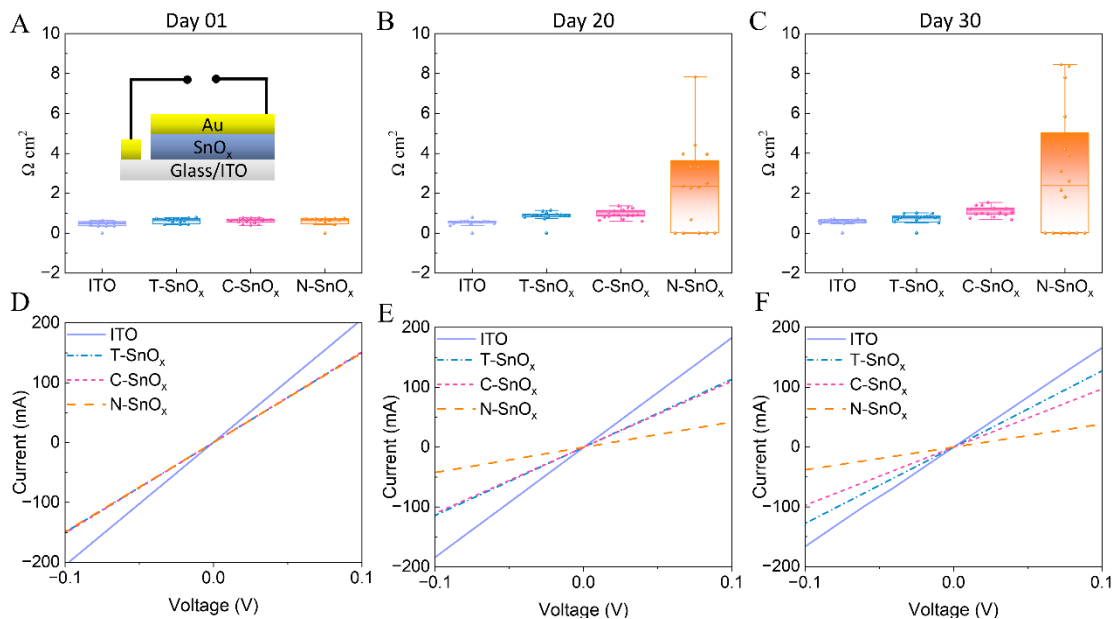 A
Day 01
B
Day 20
C
Day 30
10
8
6
4
2
0
−2
Ω cm²
Au
SnOₓ
Glass/ITO
ITO
T-SnOₓ
C-SnOₓ
N-SnOₓ
10
8
6
4
2
0
−2
Ω cm²
ITO
T-SnOₓ
C-SnOₓ
N-SnOₓ
10
8
6
4
2
0
−2
Ω cm²
ITO
T-SnOₓ
C-SnOₓ
N-SnOₓ
D
200
100
0
−100
−200
Current (mA)
ITO
T-SnOₓ
C-SnOₓ
N-SnOₓ
−0.1
0.0
0.1
Voltage (V)
E
200
100
0
−100
−200
Current (mA)
ITO
T-SnOₓ
C-SnOₓ
N-SnOₓ
−0.1
0.0
0.1
Voltage (V)
F
200
100
0
−100
−200
Current (mA)
ITO
T-SnOₓ
C-SnOₓ
N-SnOₓ
−0.1
0.0
0.1
Voltage (V)